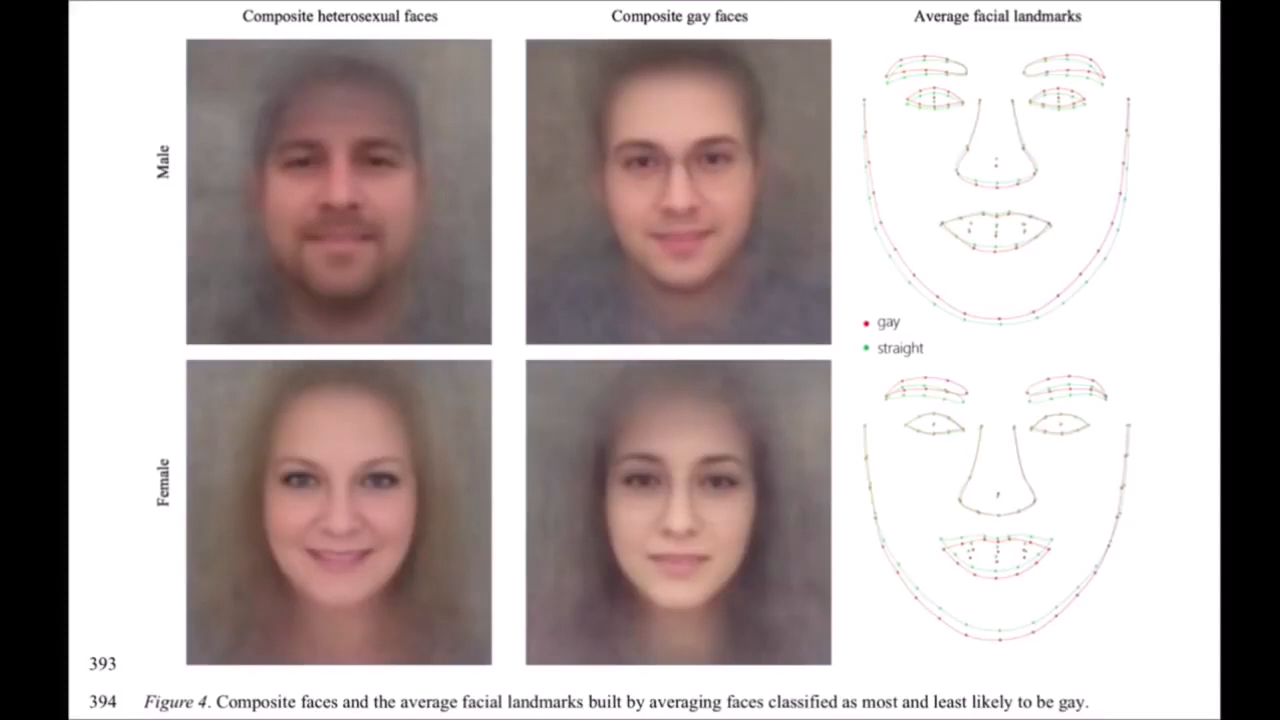 Composite heterosexual faces
Composite gay faces
Average facial landmarks
Male
gay
straight
Female
393
394 Figure 4. Composite faces and the average facial landmarks built by averaging faces classified as most and least likely to be gay.